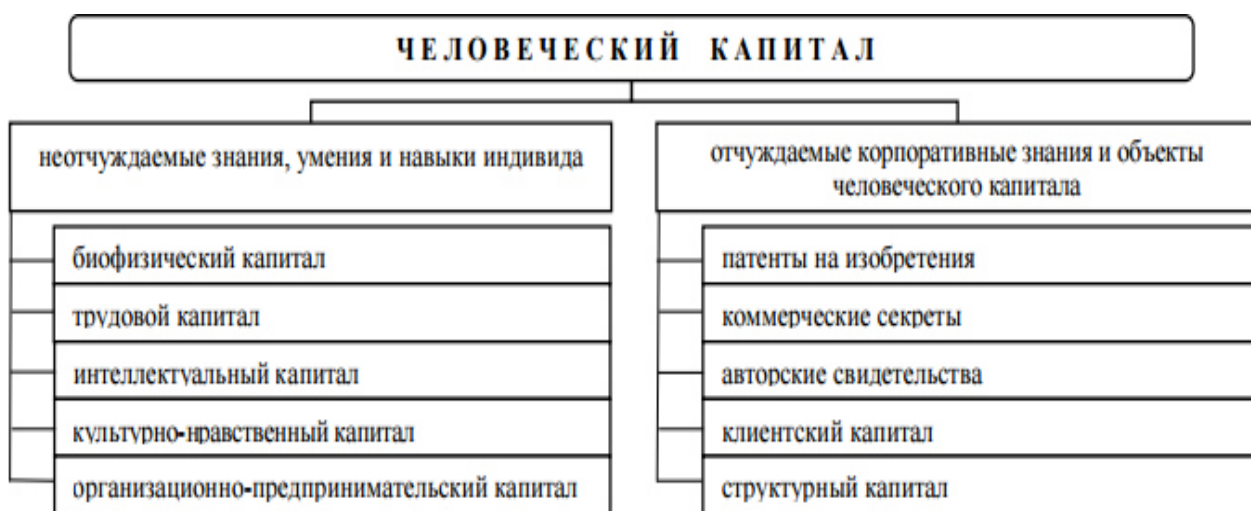 ЧЕЛОВЕЧЕСКИЙ КАПИТАЛ
неотчуждаемые знания, умения и навыки индивида
биофизический капитал
трудовой капитал
интеллектуальный капитал
культурно-нравственный капитал
организационно-предпринимательский капитал
отчуждаемые корпоративные знания и объекты
человеческого капитала
патенты на изобретения
коммерческие секреты
авторские свидетельства
клиентский капитал
структурный капитал